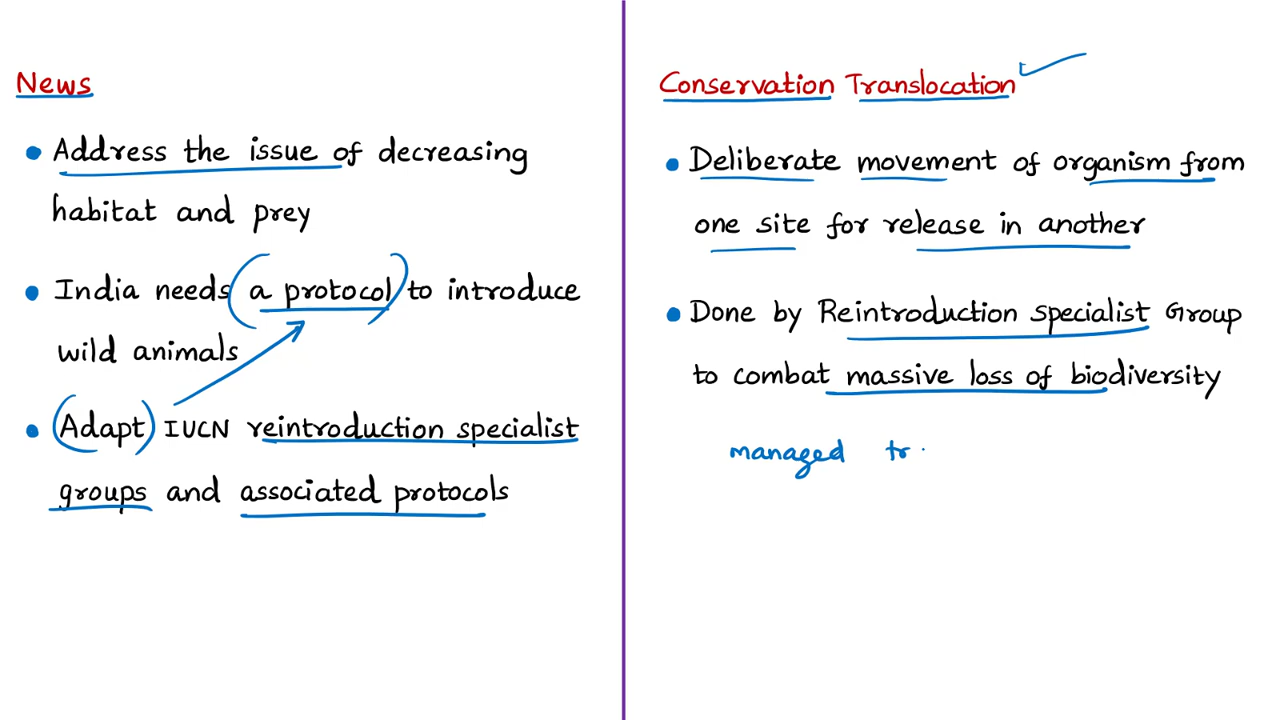 News
Address the issue of decreasing
habitat and prey
India needs (a protocol) to introduce
wild animals
(Adapt) IUCN reintroduction specialist
groups and associated protocols
Conservation Translocation
Deliberate movement of organism from
one site for release in another
Done by Reintroduction specialist Group
to combat massive loss of biodiversity
managed tr